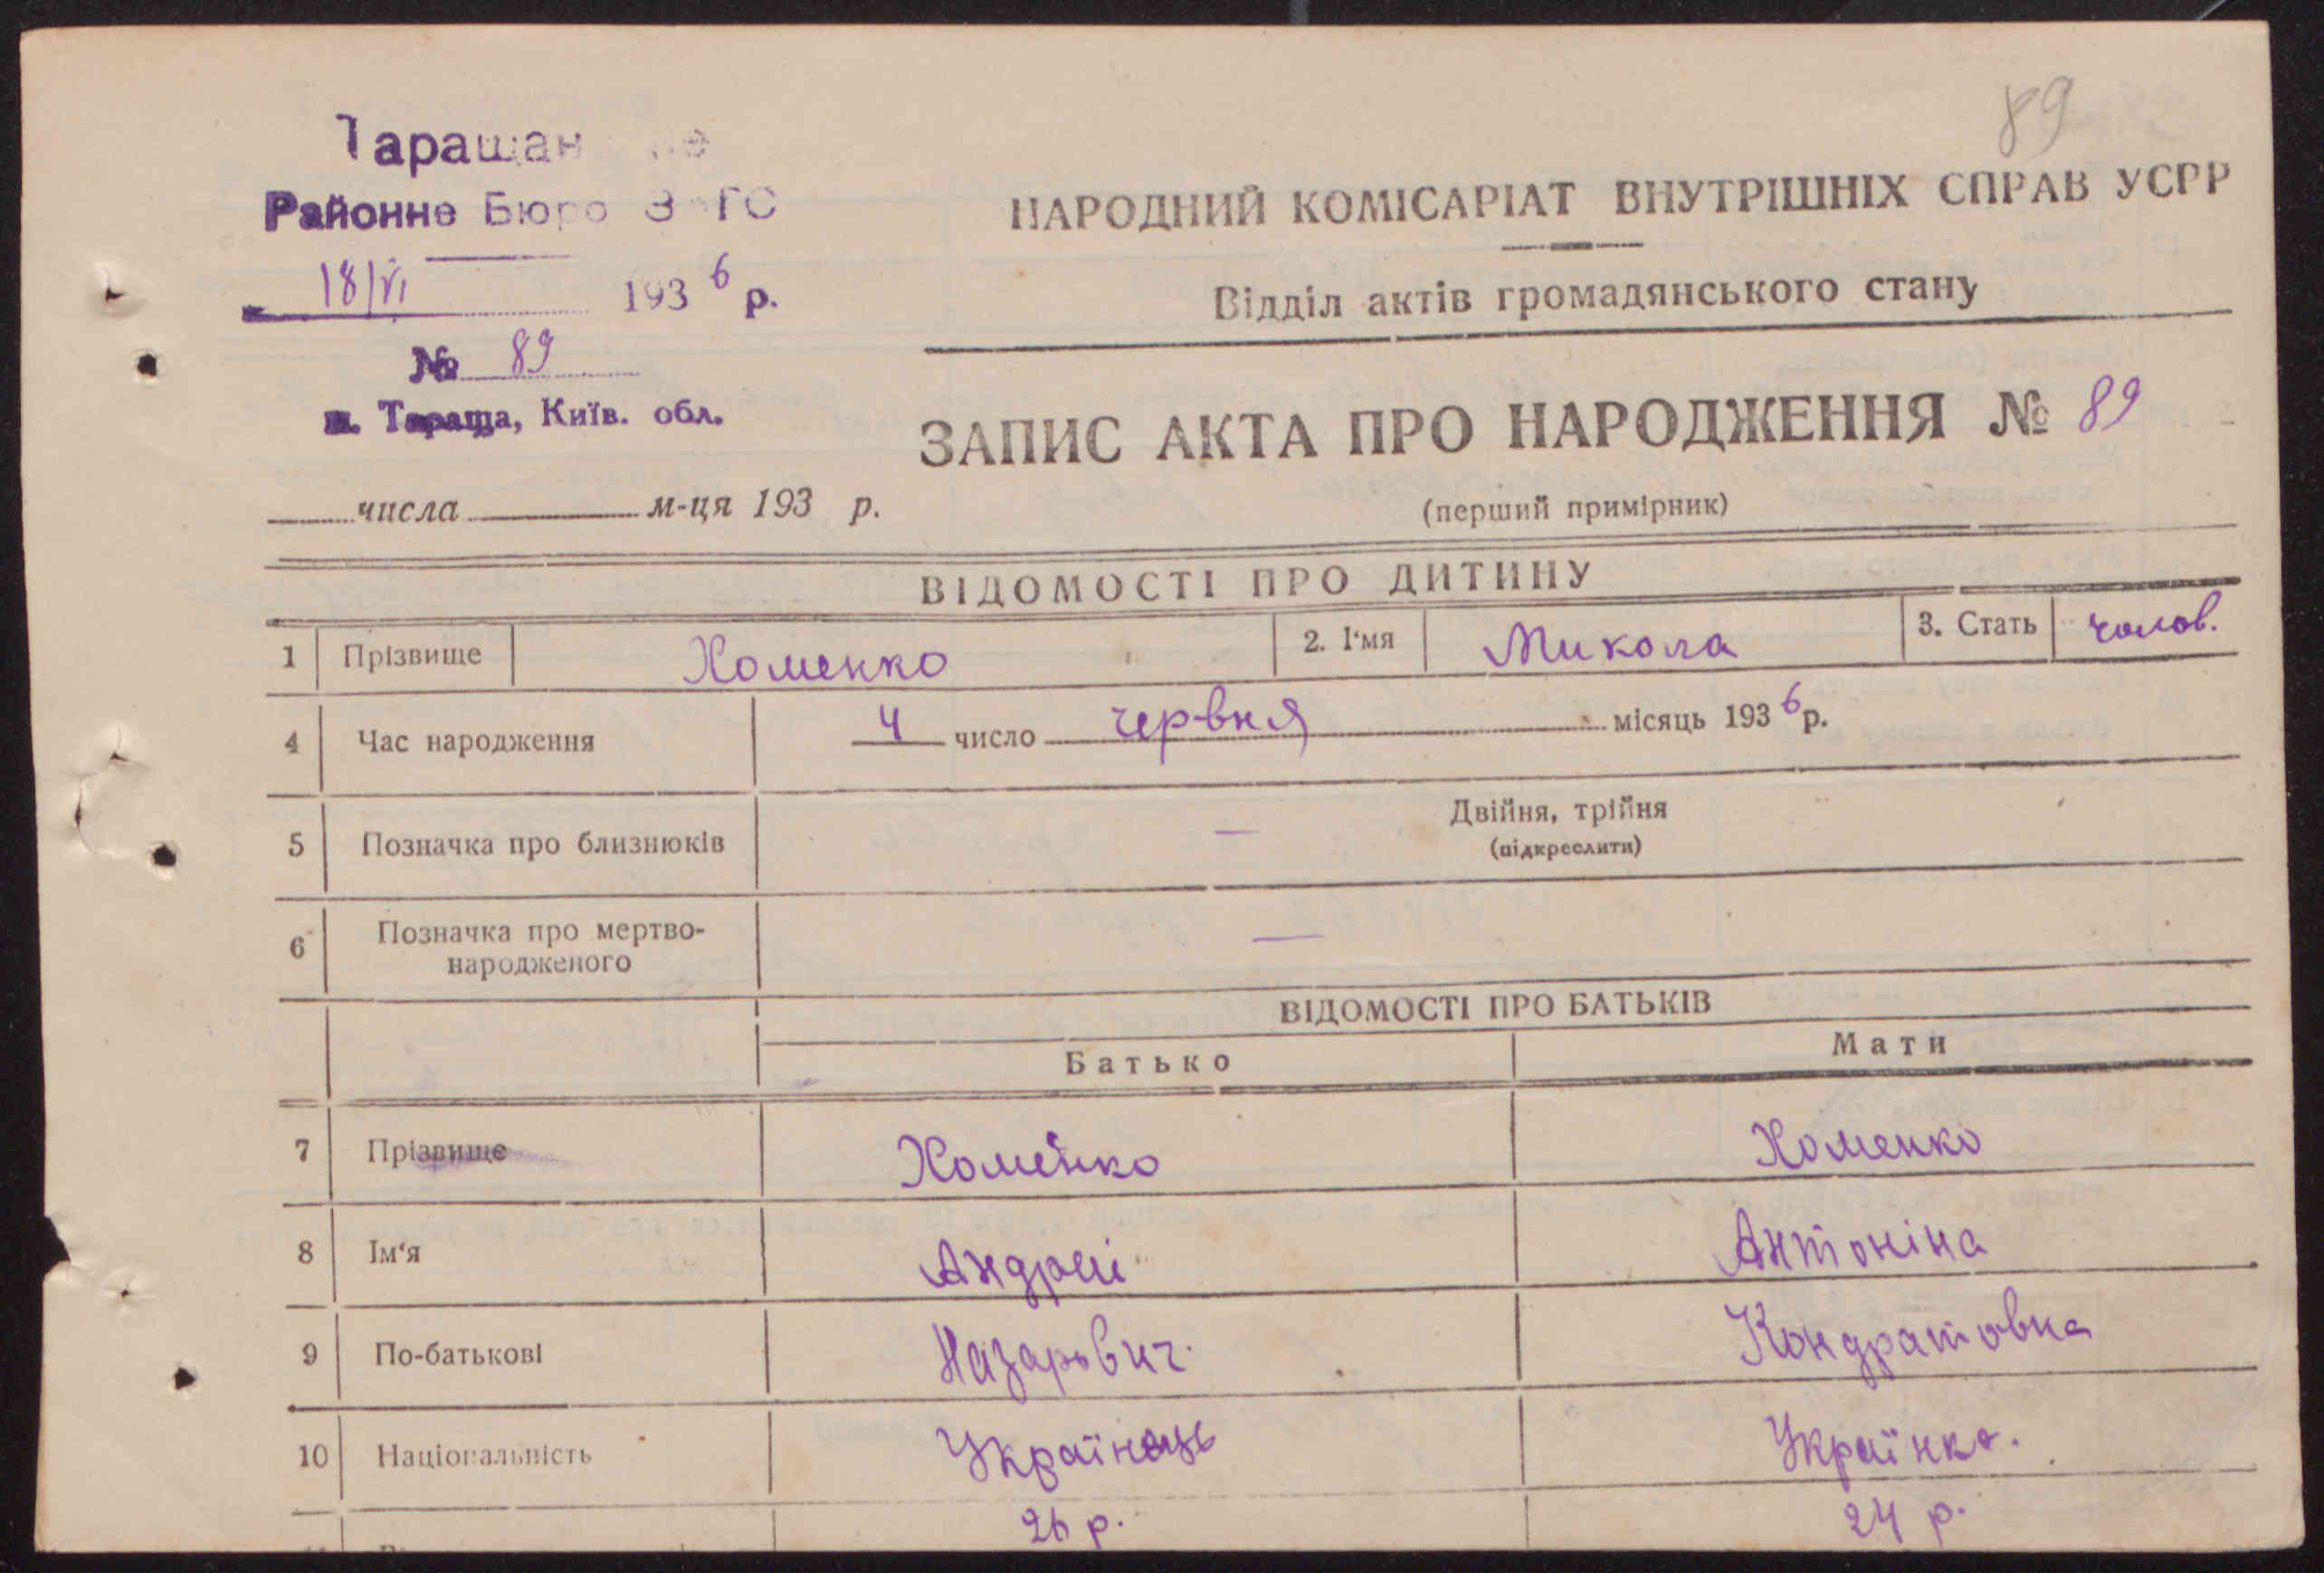 89
Таращан
Районне Бюро ЗАГС
18/VI 1936 р.
№ 89
м. Тараща, Київ. обл.
НАРОДНИЙ КОМІСАРІАТ ВНУТРІШНІХ СПРАВ УСРР
Відділ актів громадянського стану
ЗАПИС АКТА ПРО НАРОДЖЕННЯ № 89
числа м-ця 193 р.
(перший примірник)
ВІДОМОСТІ ПРО ДИТИНУ
1 Прізвище Хоменко 2. І'мя Микола 3. Стать чолов.
4 Час народження 4 число червня місяць 1936 р.
5 Позначка про близнюків — Двійня, трійня
(підкреслити)
6 Позначка про мертво-
народженого —
ВІДОМОСТІ ПРО БАТЬКІВ
Батько Мати
7 Прізвище Хоменко Хоменко
8 Ім'я Андрей Антоніна
9 По-батькові Назарович. Кондратовна
10 Національність Українець Українка.
26 р. 24 р.